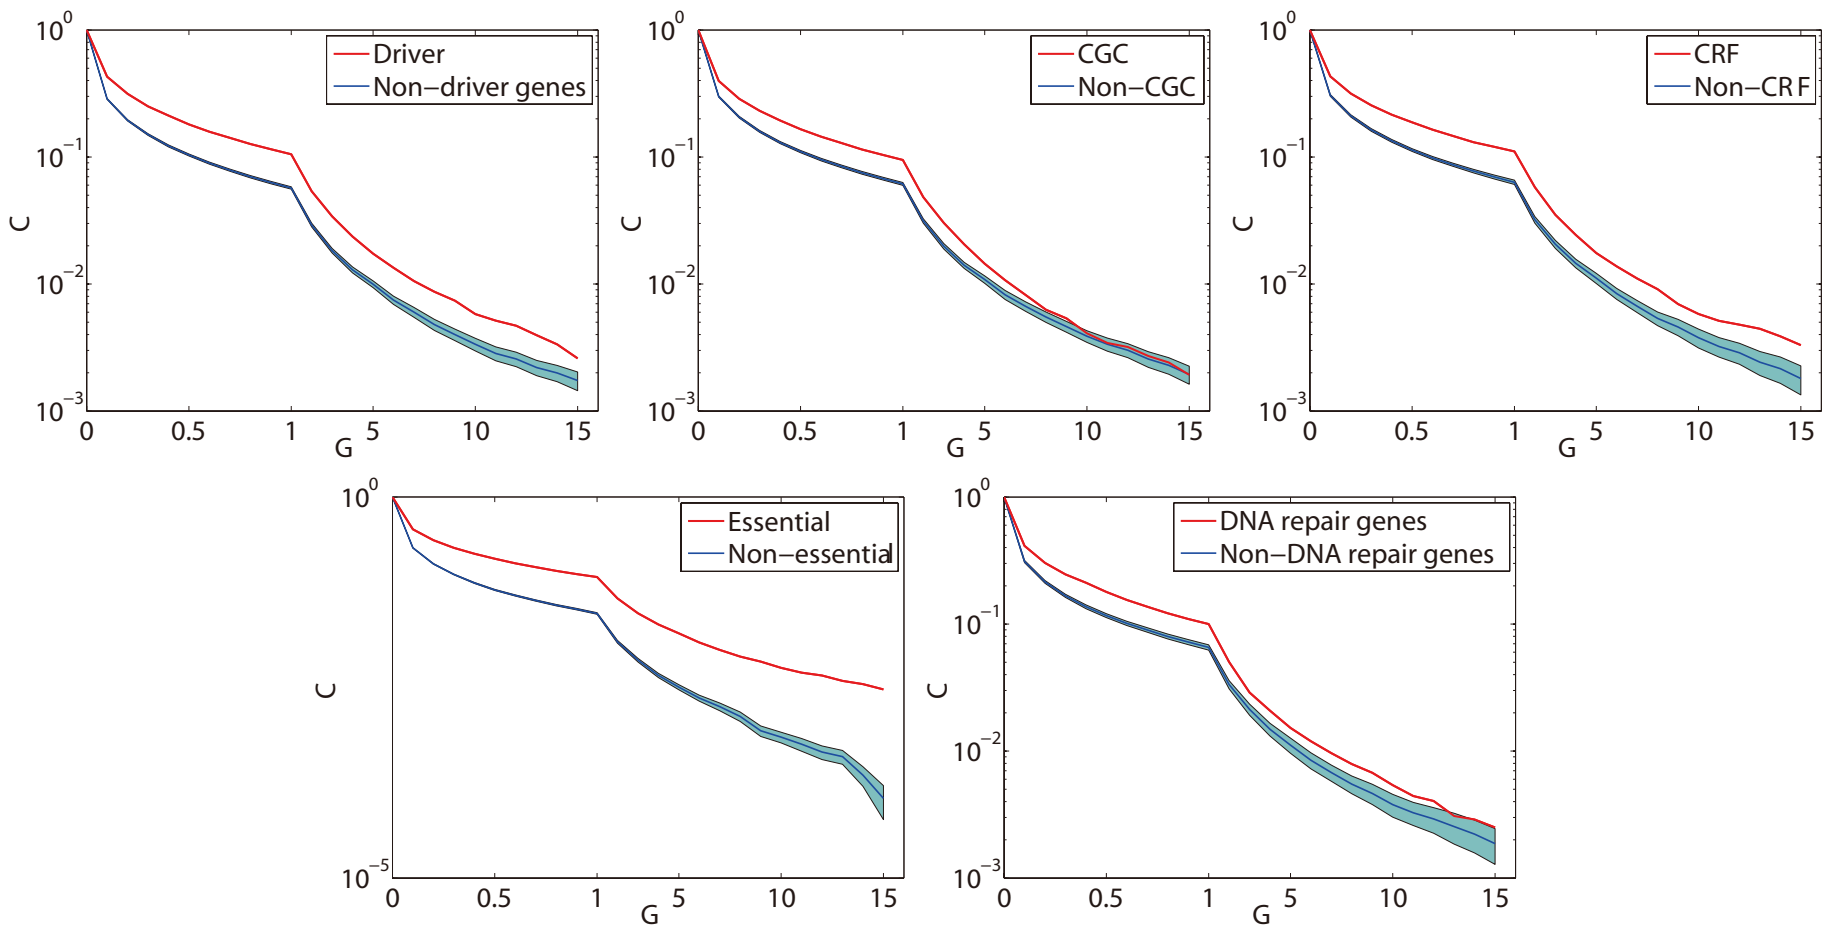 10^0
10^-1
10^-2
10^-3
C
0 0.5 1 5 10 15
G
Driver
Non-driver genes
10^0
10^-1
10^-2
10^-3
C
0 0.5 1 5 10 15
G
CGC
Non-CGC
10^0
10^-1
10^-2
10^-3
C
0 0.5 1 5 10 15
G
CRF
Non-CRF
10^0
10^-5
C
0 0.5 1 5 10 15
G
Essential
Non-essential
10^0
10^-1
10^-2
10^-3
C
0 0.5 1 5 10 15
G
DNA repair genes
Non-DNA repair genes